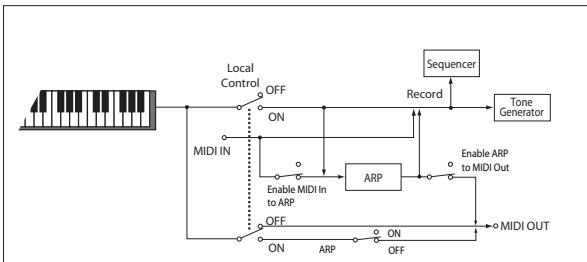 Sequencer
Local
Control
OFF
Record
ON
Tone
Generator
MIDI IN
Enable MIDI In
to ARP
ARP
Enable ARP
to MIDI Out
OFF
MIDI OUT
ON
ARP
ON
OFF